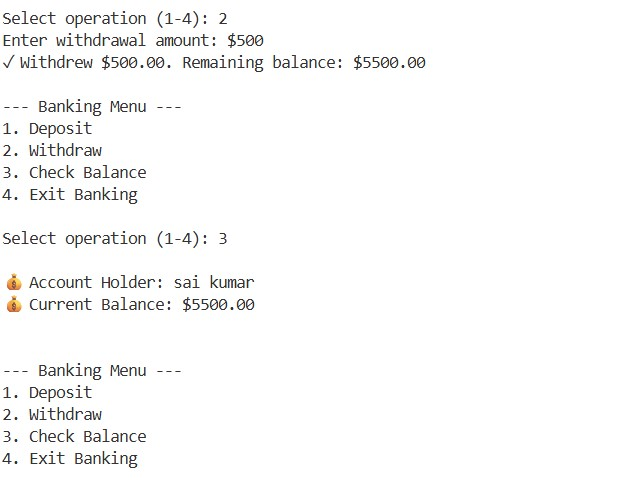 Select operation (1-4): 2
Enter withdrawal amount: $500
✓ Withdrew $500.00. Remaining balance: $5500.00
--- Banking Menu ---
1. Deposit
2. Withdraw
3. Check Balance
4. Exit Banking
Select operation (1-4): 3
💰 Account Holder: sai kumar
💰 Current Balance: $5500.00
--- Banking Menu ---
1. Deposit
2. Withdraw
3. Check Balance
4. Exit Banking